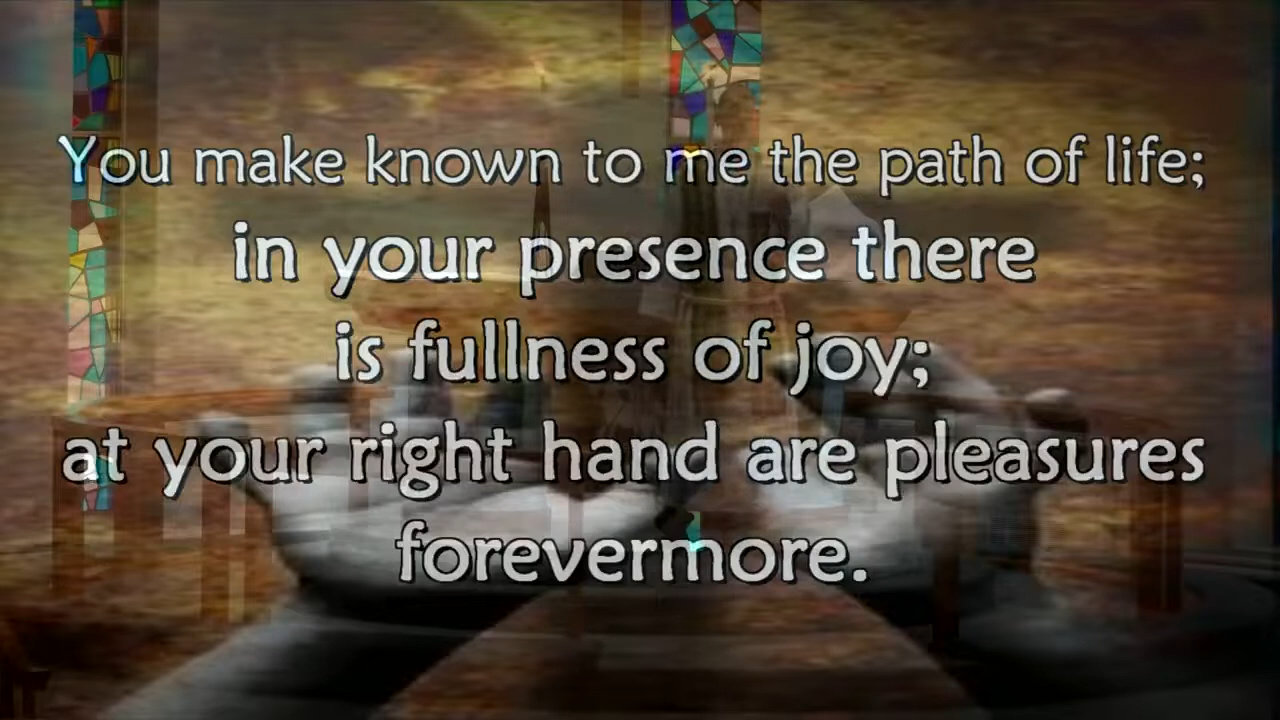 You make known to me the path of life;
in your presence there
is fullness of joy;
at your right hand are pleasures
forevermore.